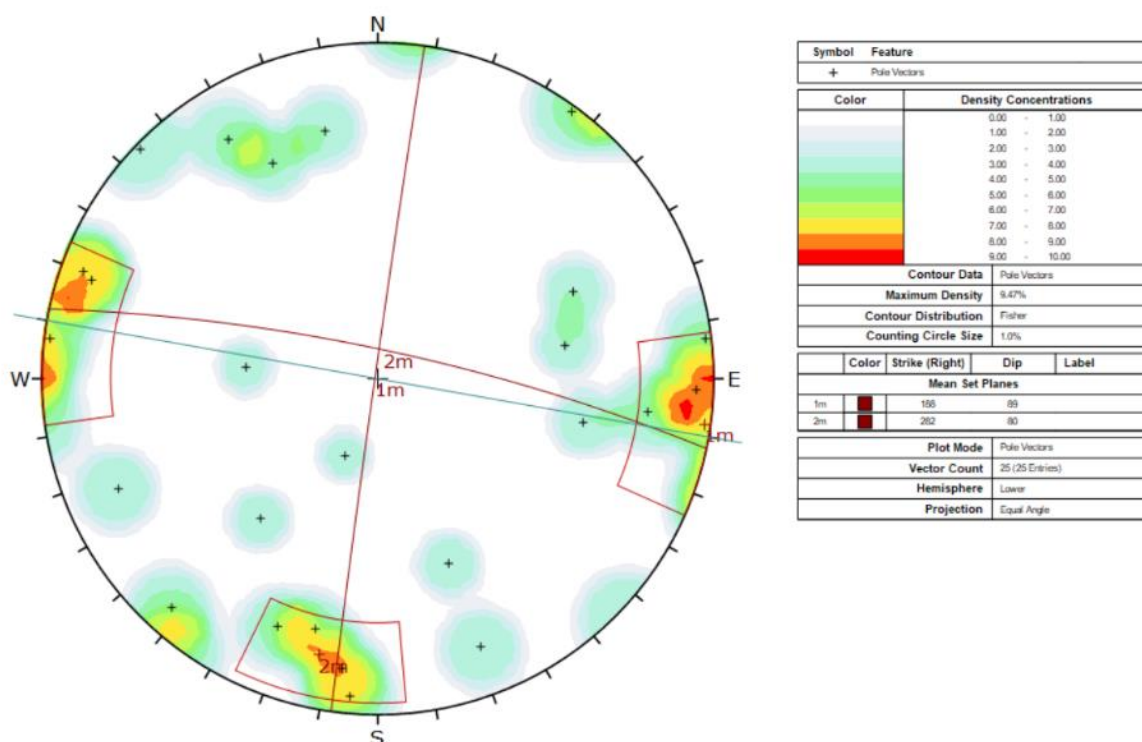 N
W
E
S
2m
1m
1m
2m
Symbol Feature
+ Pole Vectors
Color Density Concentrations
0.00 - 1.00
1.00 - 2.00
2.00 - 3.00
3.00 - 4.00
4.00 - 5.00
5.00 - 6.00
6.00 - 7.00
7.00 - 8.00
8.00 - 9.00
9.00 - 10.00
Contour Data Pole Vectors
Maximum Density 9.47%
Contour Distribution Fisher
Counting Circle Size 1.0%
Color Strike (Right) Dip Label
Mean Set Planes
1m 188 89
2m 282 80
Plot Mode Pole Vectors
Vector Count 25 (25 Entries)
Hemisphere Lower
Projection Equal Angle